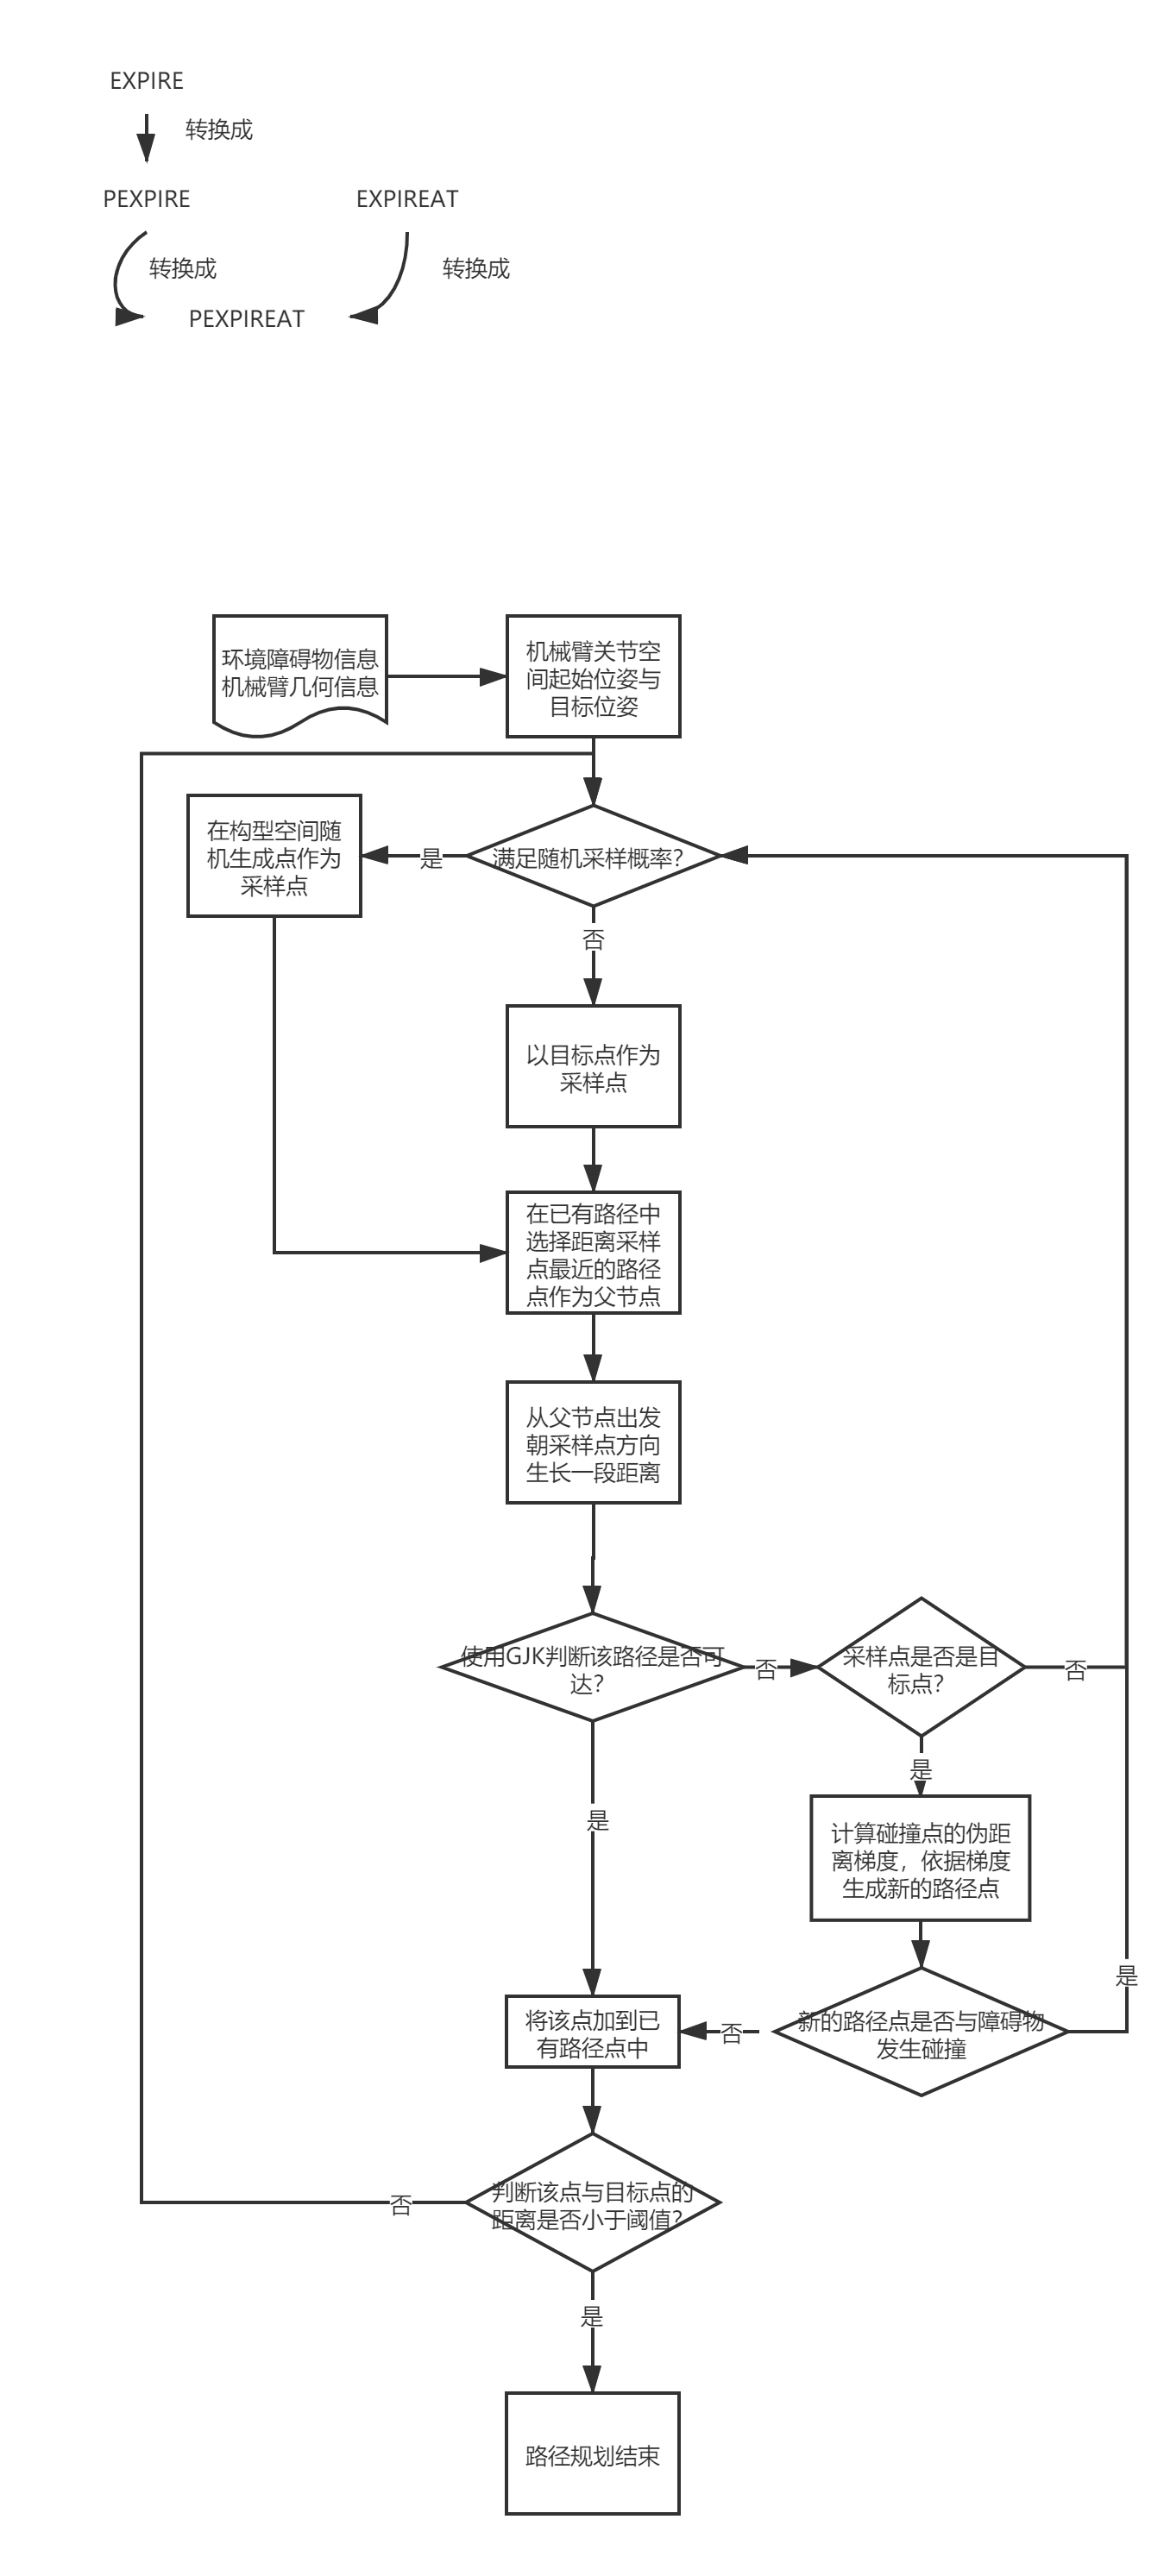 EXPIRE
转换成
PEXPIRE
EXPIREAT
转换成
转换成
PEXPIREAT
环境障碍物信息
机械臂几何信息
机械臂关节空
间起始位姿与
目标位姿
在构型空间随
机生成点作为
采样点
是
满足随机采样概率?
否
以目标点作为
采样点
在已有路径中
选择距离采样
点最近的路径
点作为父节点
从父节点出发
朝采样点方向
生长一段距离
使用GJK判断该路径是否可
达?
否
采样点是否是目
标点?
否
是
是
计算碰撞点的伪距
离梯度，依据梯度
生成新的路径点
是
将该点加到已
有路径点中
否
新的路径点是否与障碍物
发生碰撞
否
判断该点与目标点的
距离是否小于阈值?
是
路径规划结束